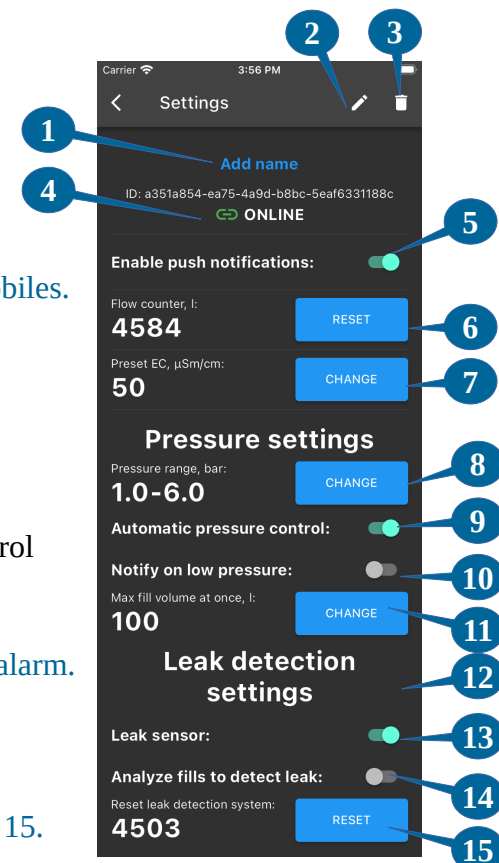 2
3
Carrier
3:56 PM
Settings
1
Add name
ID: a351a854-ea75-4a9d-b8bc-5eaf6331188c
4
ONLINE
5
Enable push notifications:
biles.
Flow counter, l:
4584
RESET
6
Preset EC, µSm/cm:
50
CHANGE
7
Pressure settings
8
Pressure range, bar:
1.0-6.0
CHANGE
9
Automatic pressure control:
rol
Notify on low pressure:
10
Max fill volume at once, l:
100
CHANGE
11
Leak detection
settings
12
alarm.
Leak sensor:
13
Analyze fills to detect leak:
14
Reset leak detection system:
4503
RESET
15.
15